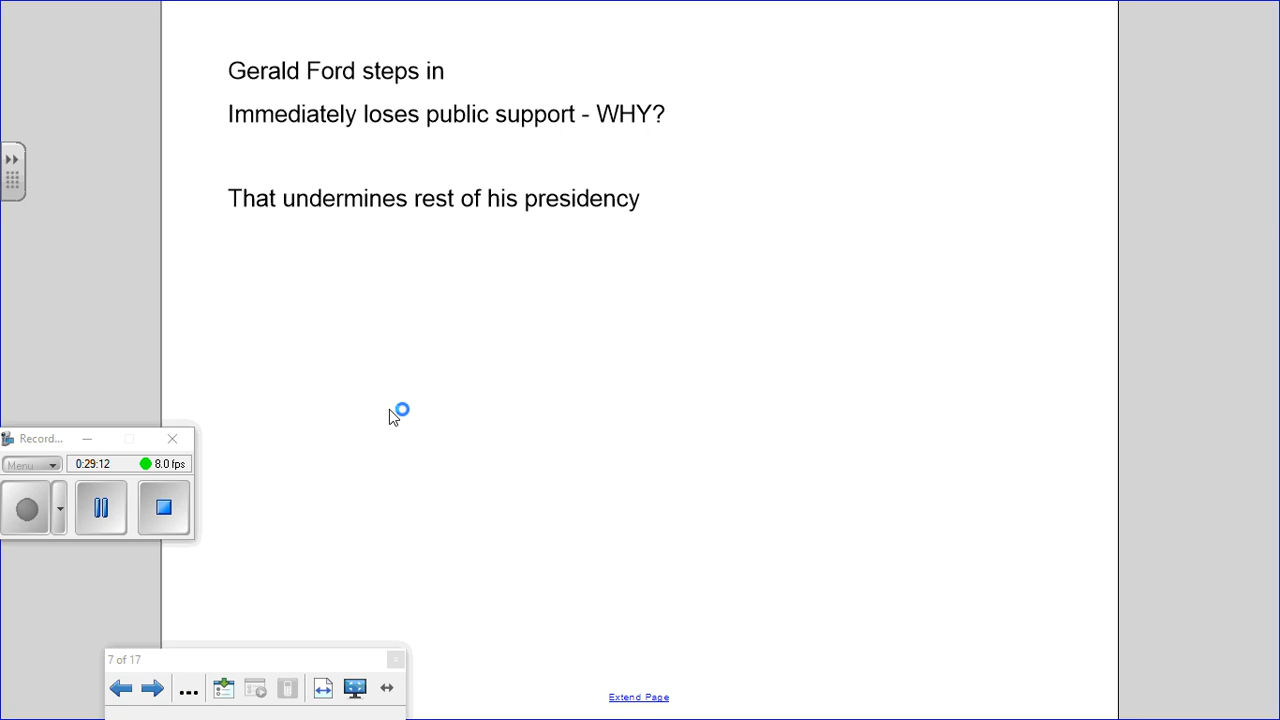 Gerald Ford steps in
Immediately loses public support - WHY?
That undermines rest of his presidency
Record...
Menu
0:29:12
8.0 fps
7 of 17
...
Extend Page